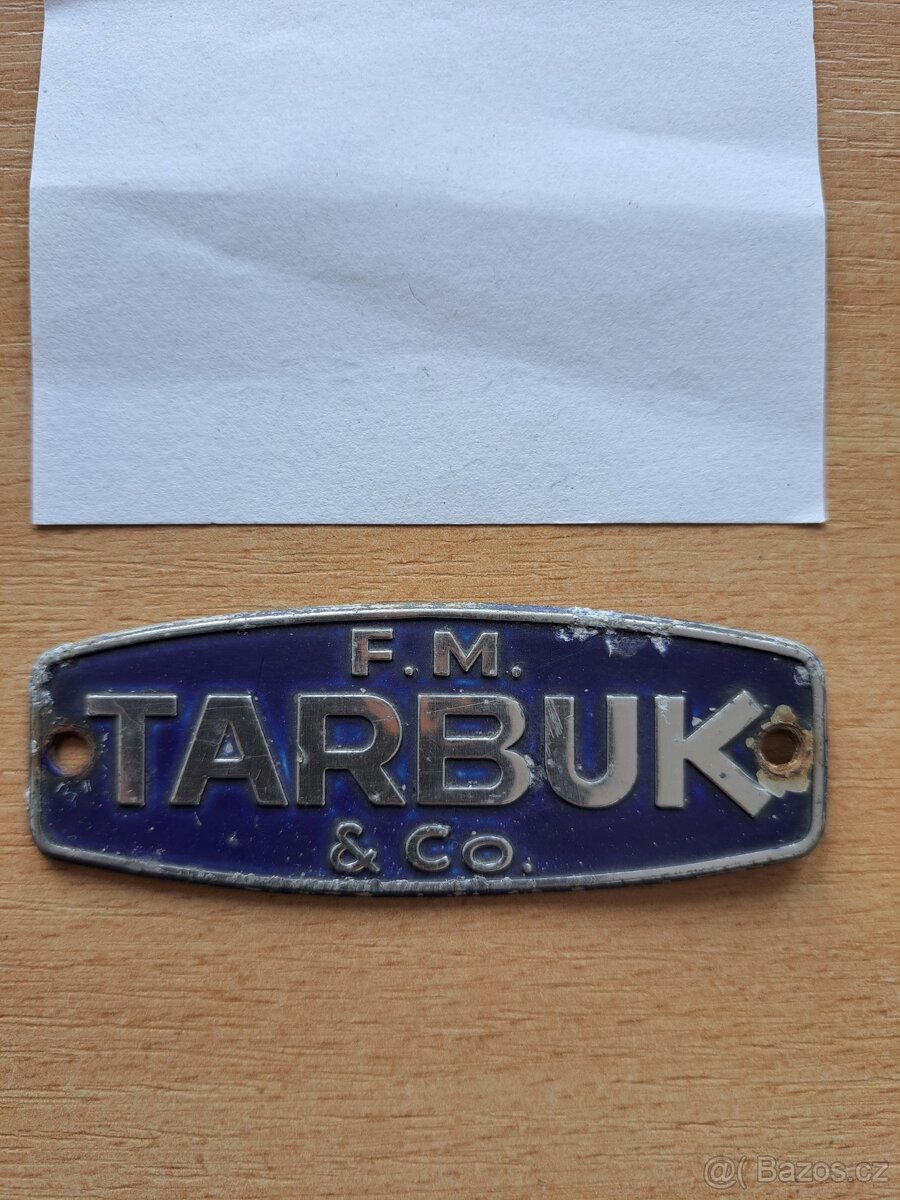 F.M.
TARBUK
& Co.
@( Bazos.cz